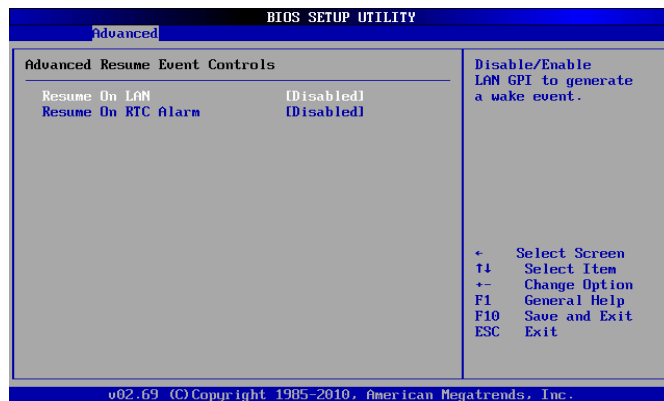 BIOS SETUP UTILITY
Advanced
Advanced Resume Event Controls
Resume On LAN [Disabled]
Resume On RTC Alarm [Disabled]
Disable/Enable
LAN GPI to generate
a wake event.
← Select Screen
↑↓ Select Item
+- Change Option
F1 General Help
F10 Save and Exit
ESC Exit
v02.69 (C)Copyright 1985-2010, American Megatrends, Inc.